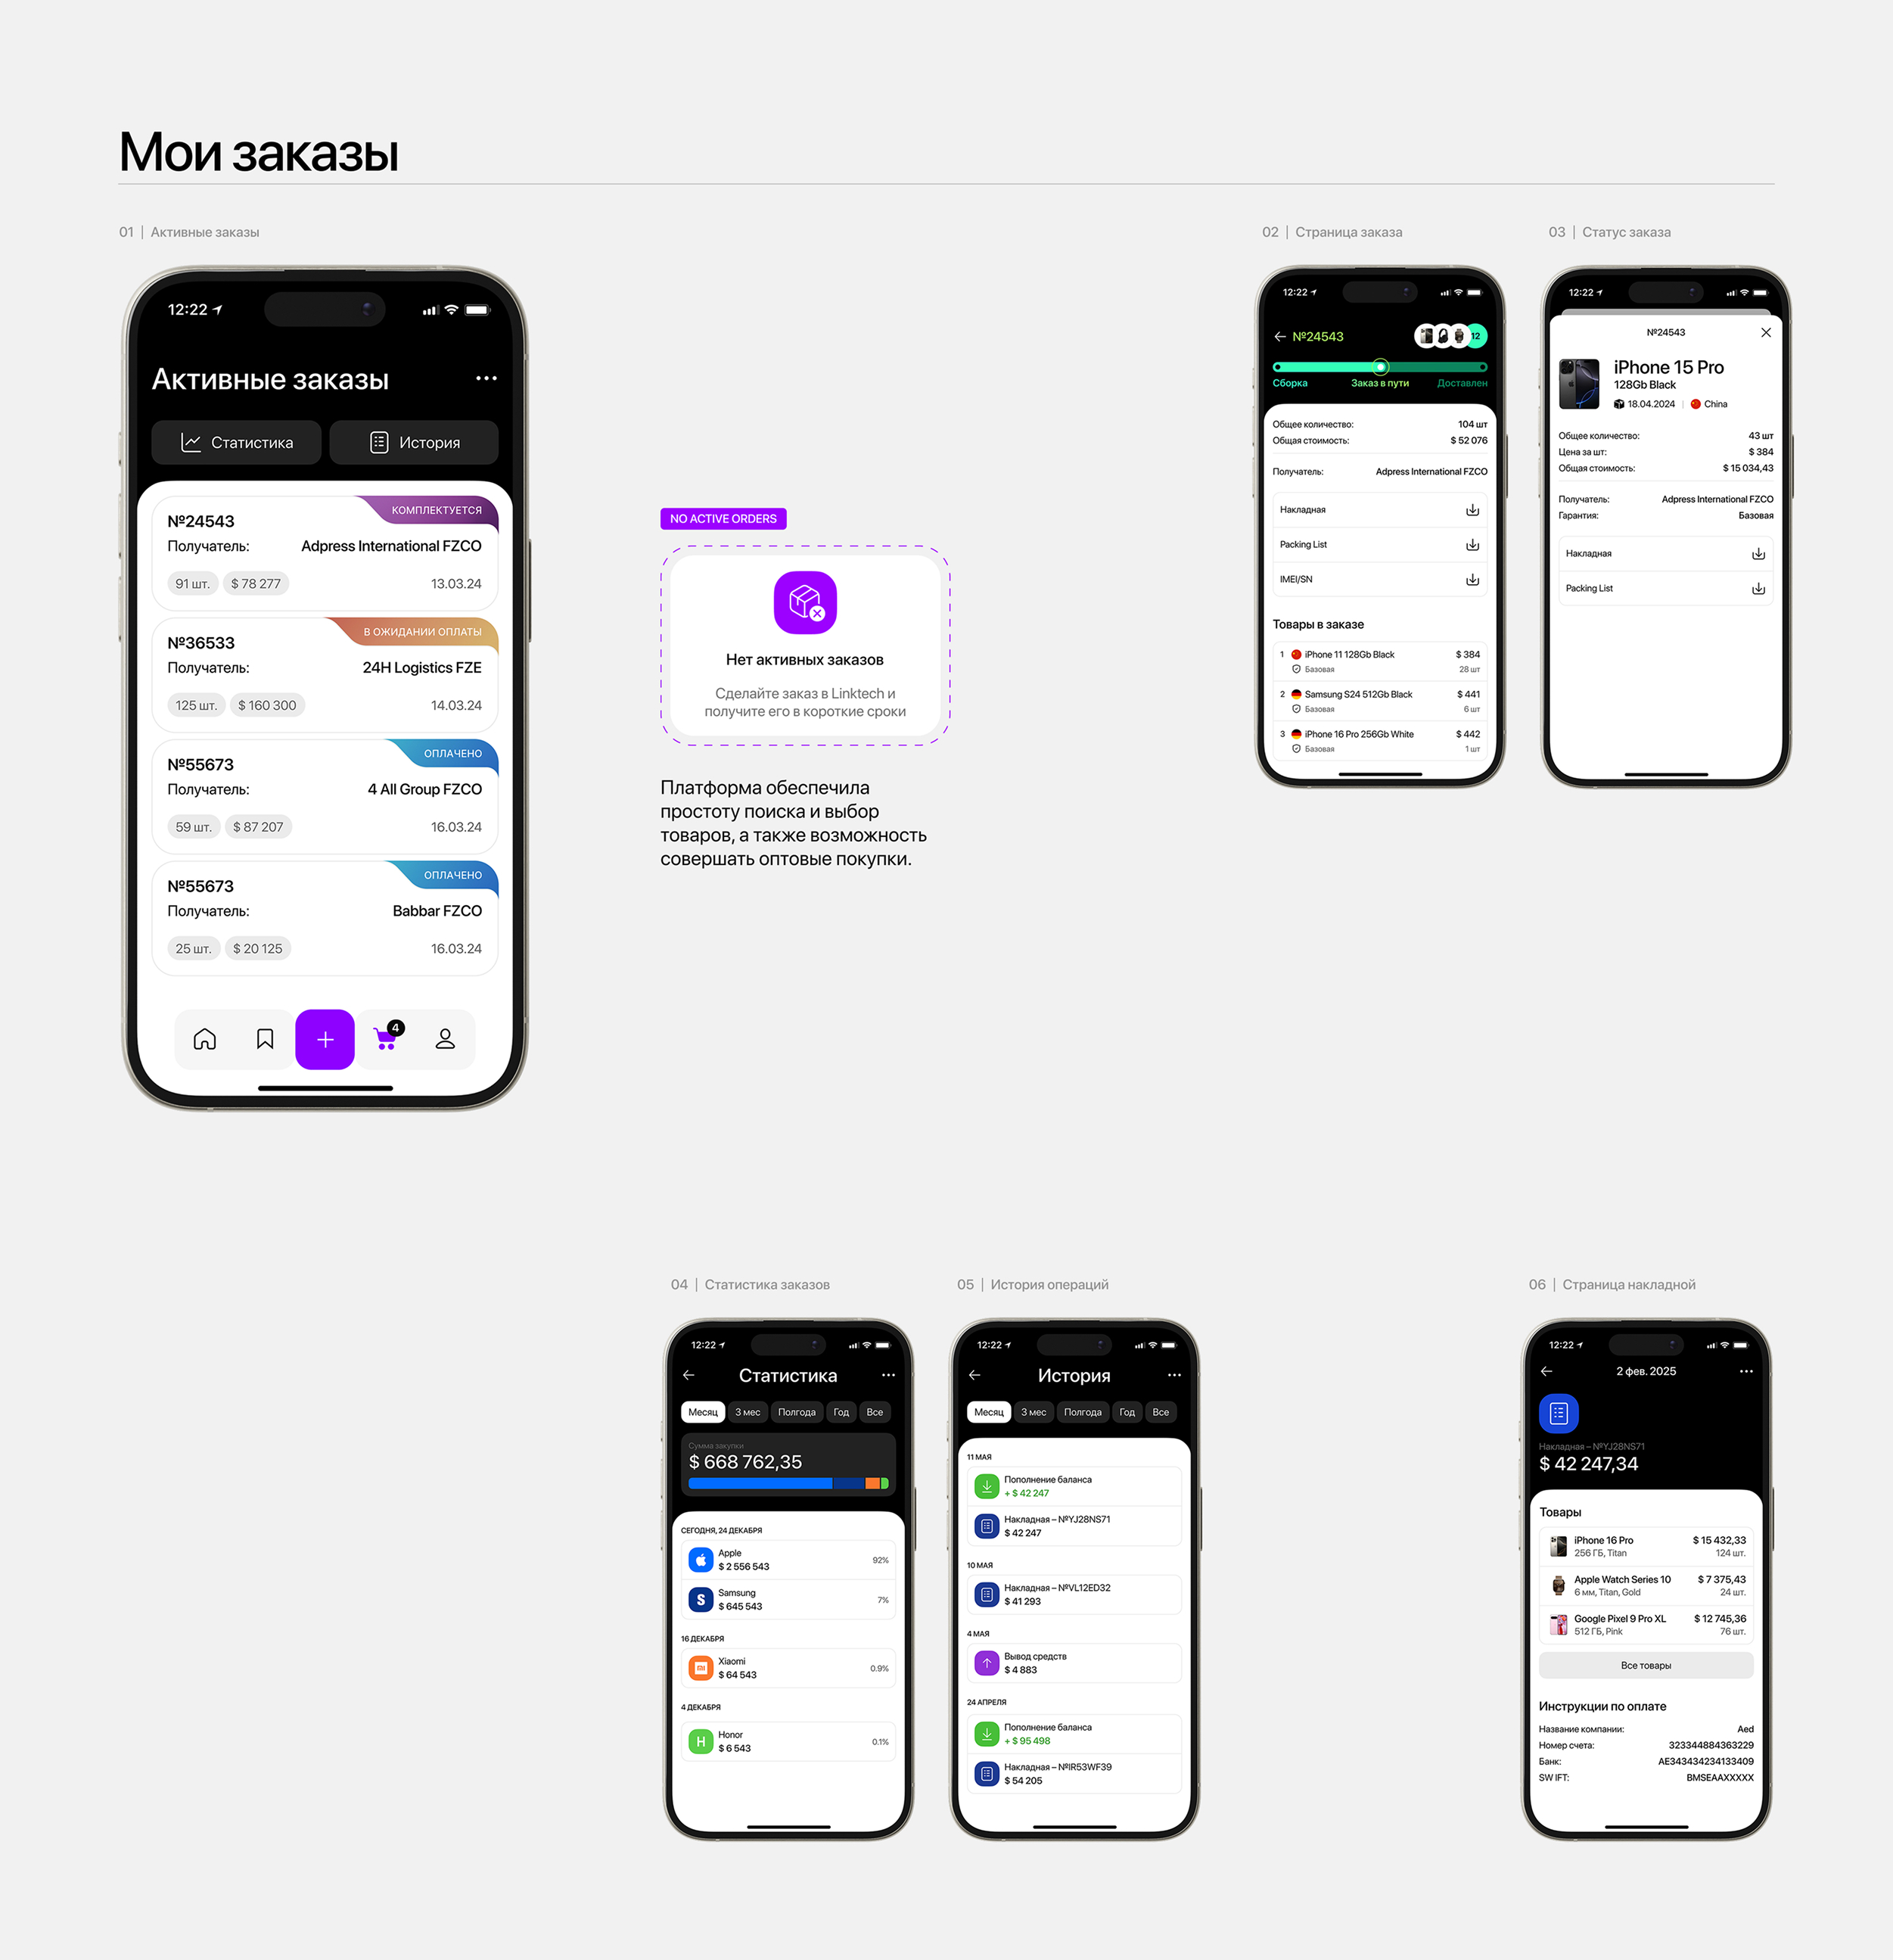 Мои заказы
01 | Активные заказы
12:22
Активные заказы
Статистика
История
КОМПЛЕКТУЕТСЯ
№24543
Получатель: Adpress International FZCO
91 шт. $ 78 277 13.03.24
В ОЖИДАНИИ ОПЛАТЫ
№36533
Получатель: 24H Logistics FZE
125 шт. $ 160 300 14.03.24
ОПЛАЧЕНО
№55673
Получатель: 4 All Group FZCO
59 шт. $ 87 207 16.03.24
ОПЛАЧЕНО
№55673
Получатель: Babbar FZCO
25 шт. $ 20 125 16.03.24
4
NO ACTIVE ORDERS
Нет активных заказов
Сделайте заказ в Linktech и
получите его в короткие сроки
Платформа обеспечила
простоту поиска и выбор
товаров, а также возможность
совершать оптовые покупки.
02 | Страница заказа
12:22
№24543
12
Сборка Заказ в пути Доставлен
Общее количество: 104 шт
Общая стоимость: $ 52 076
Получатель: Adpress International FZCO
Накладная
Packing List
IMEI/SN
Товары в заказе
1 iPhone 11 128Gb Black $ 384
Базовая 28 шт
2 Samsung S24 512Gb Black $ 441
Базовая 6 шт
3 iPhone 16 Pro 256Gb White $ 442
Базовая 1 шт
03 | Статус заказа
12:22
№24543
iPhone 15 Pro
128Gb Black
18.04.2024 | China
Общее количество: 43 шт
Цена за шт: $ 384
Общая стоимость: $ 15 034,43
Получатель: Adpress International FZCO
Гарантия: Базовая
Накладная
Packing List
04 | Статистика заказов
12:22
Статистика
Месяц 3 мес Полгода Год Все
Сумма закупки
$ 668 762,35
СЕГОДНЯ, 24 ДЕКАБРЯ
Apple
$ 2 556 543 92%
Samsung
$ 645 543 7%
S
16 ДЕКАБРЯ
Xiaomi
$ 64 543 0.9%
4 ДЕКАБРЯ
Honor
$ 6 543 0.1%
H
05 | История операций
12:22
История
Месяц 3 мес Полгода Год Все
11 МАЯ
Пополнение баланса
+ $ 42 247
Накладная – №YJ28NS71
$ 42 247
10 МАЯ
Накладная – №VL12ED32
$ 41 293
4 МАЯ
Вывод средств
$ 4 883
24 АПРЕЛЯ
Пополнение баланса
+ $ 95 498
Накладная – №IR53WF39
$ 54 205
06 | Страница накладной
12:22
2 фев. 2025
Накладная – №YJ28NS71
$ 42 247,34
Товары
iPhone 16 Pro $ 15 432,33
256 ГБ, Titan 124 шт.
Apple Watch Series 10 $ 7 375,43
6 мм, Titan, Gold 24 шт.
Google Pixel 9 Pro XL $ 12 745,36
512 ГБ, Pink 76 шт.
Все товары
Инструкции по оплате
Название компании: Aed
Номер счета: 323344884363229
Банк: AE343434234133409
SW IFT: BMSEAAXXXXX